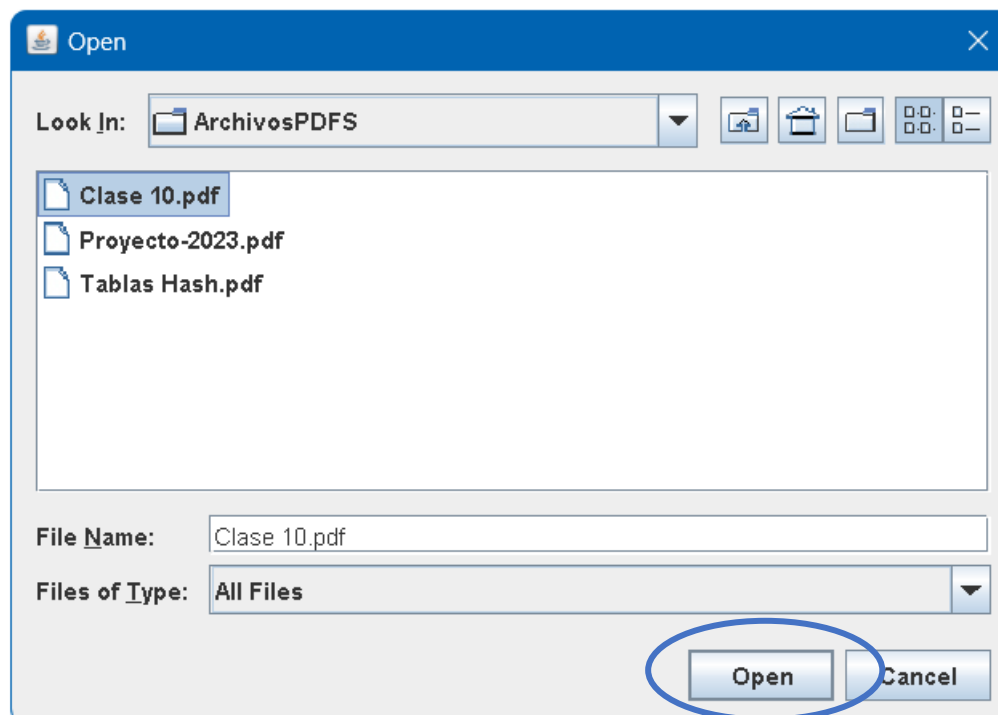 Open
Look In: ArchivosPDFS
Clase 10.pdf
Proyecto-2023.pdf
Tablas Hash.pdf
File Name: Clase 10.pdf
Files of Type: All Files
Open Cancel